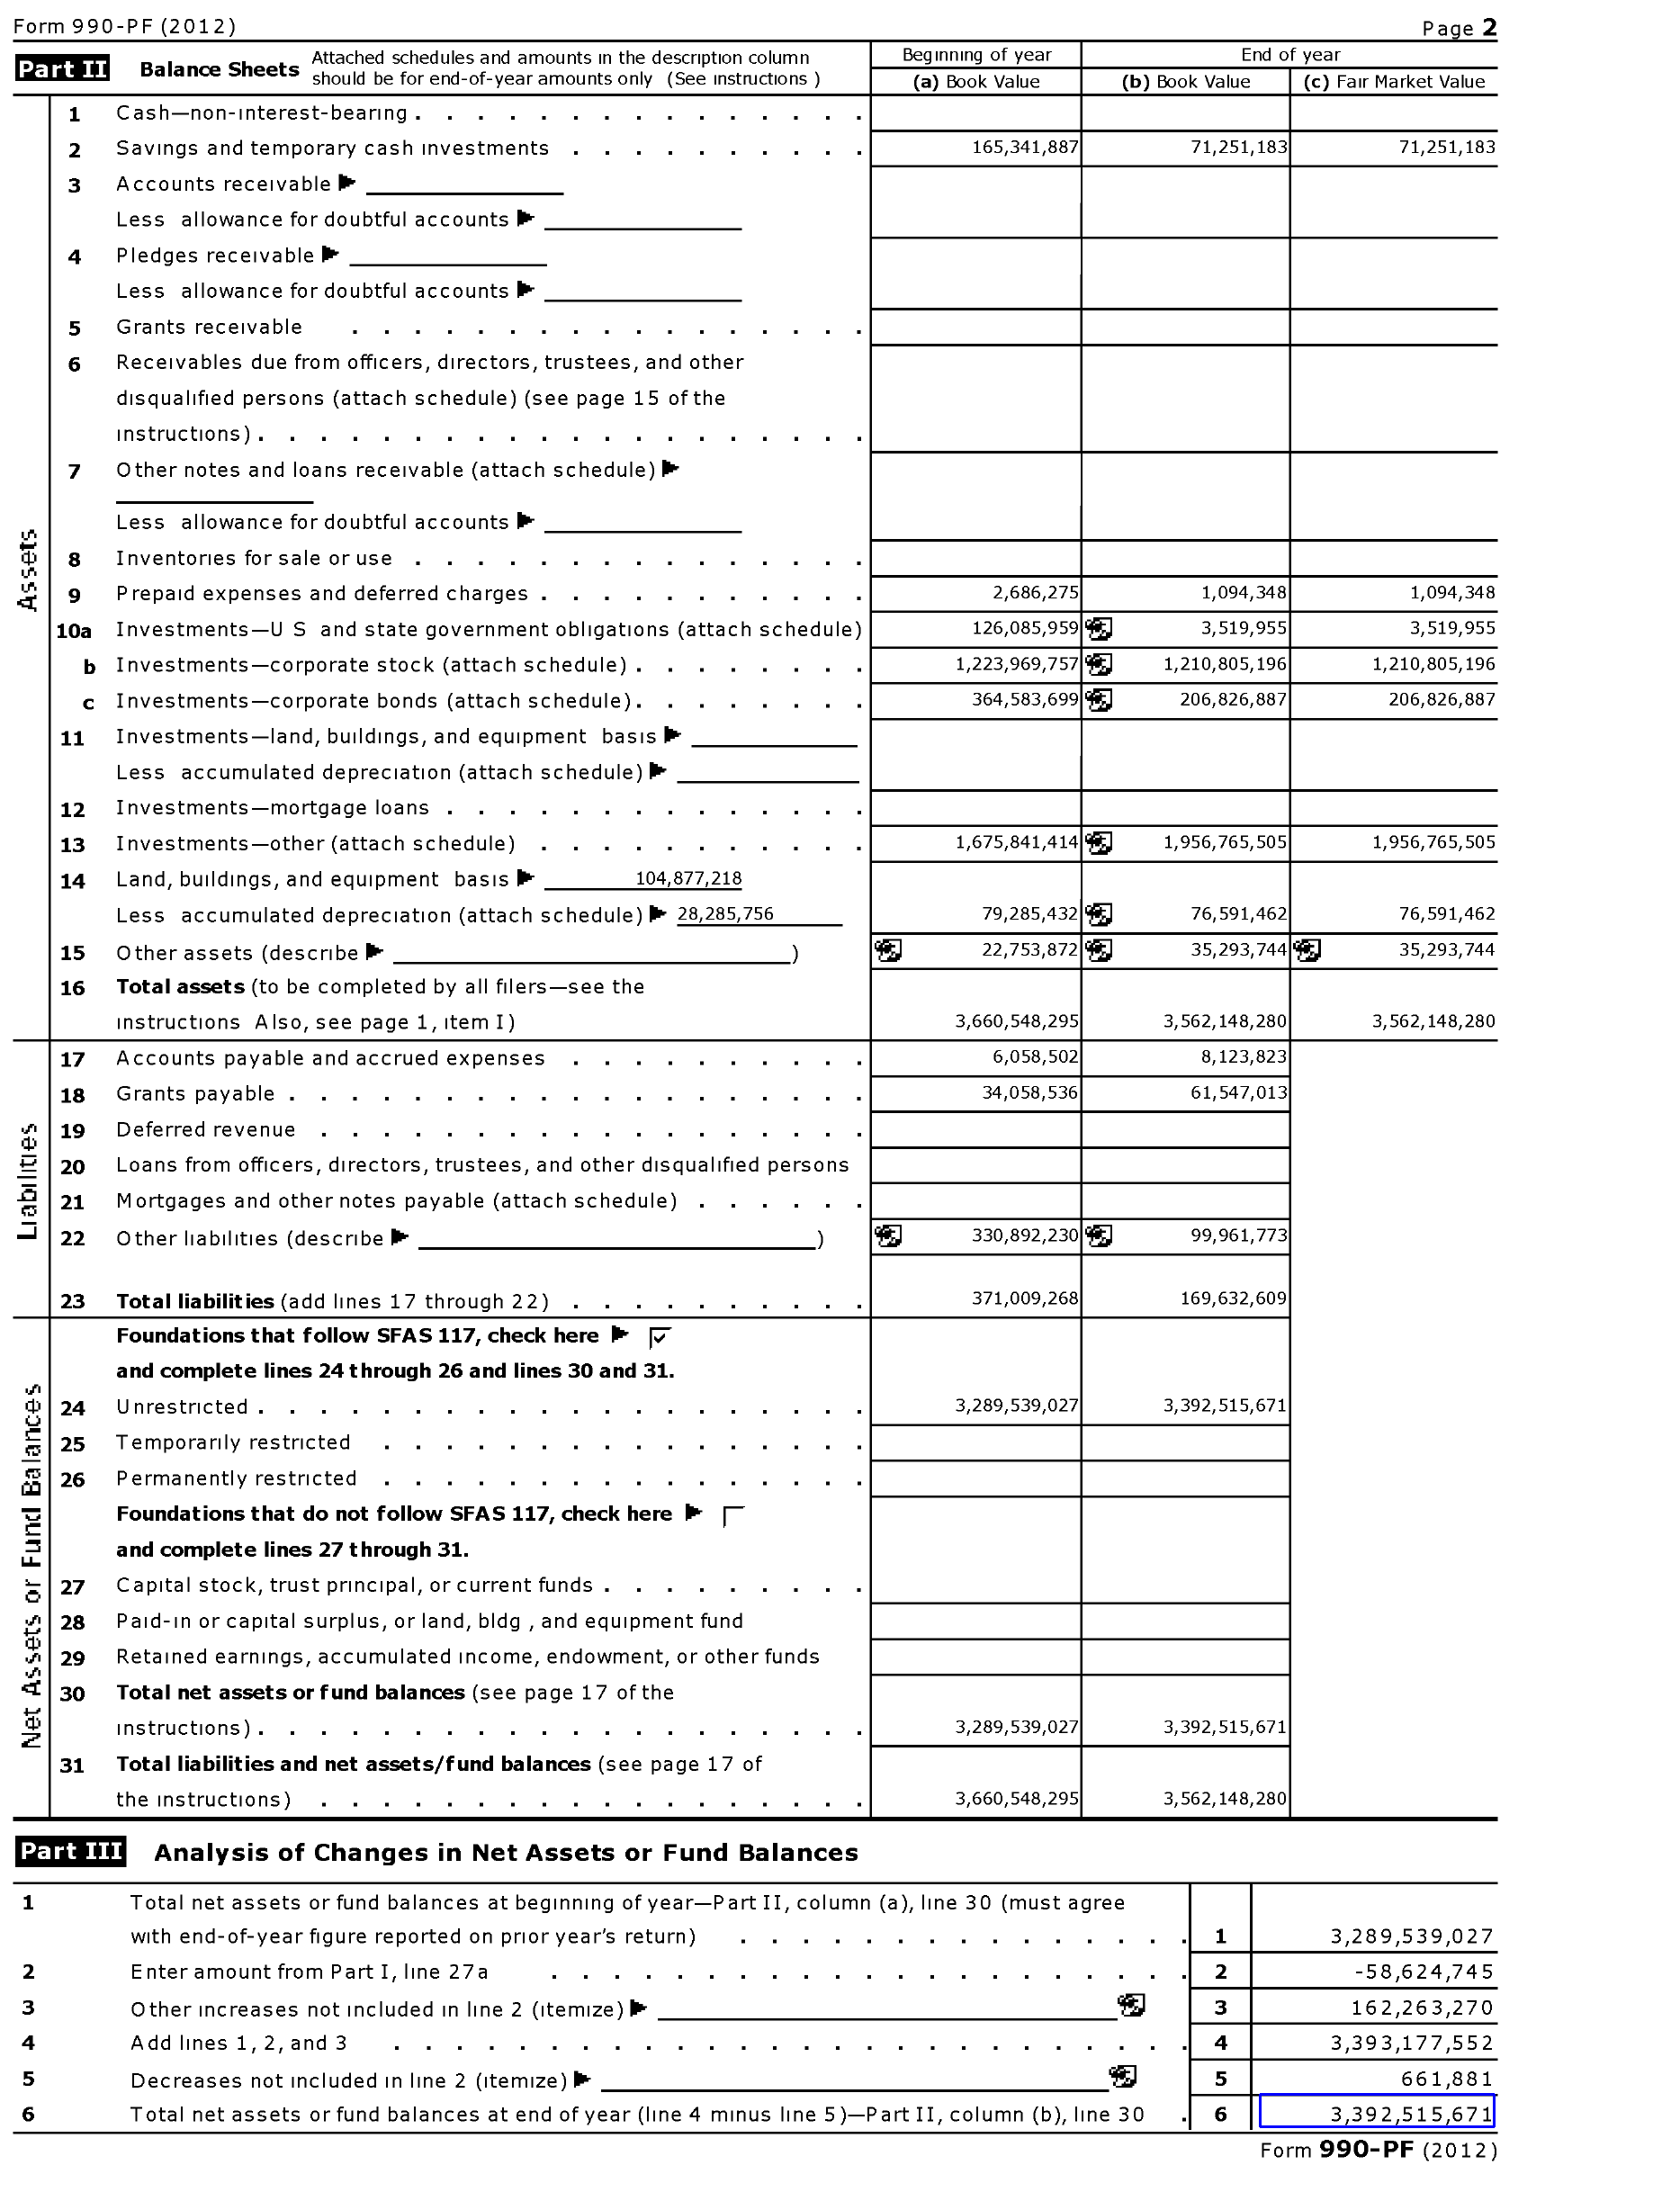 Form 990-PF (2012) Page 2
Part II Balance Sheets Attached schedules and amounts in the description column should be for end-of-year amounts only (See instructions )
Beginning of year End of year
(a) Book Value (b) Book Value (c) Fair Market Value
Assets
1 Cash—non-interest-bearing
2 Savings and temporary cash investments 165,341,887 71,251,183 71,251,183
3 Accounts receivable
Less allowance for doubtful accounts
4 Pledges receivable
Less allowance for doubtful accounts
5 Grants receivable
6 Receivables due from officers, directors, trustees, and other
disqualified persons (attach schedule) (see page 15 of the
instructions)
7 Other notes and loans receivable (attach schedule)
Less allowance for doubtful accounts
8 Inventories for sale or use
9 Prepaid expenses and deferred charges 2,686,275 1,094,348 1,094,348
10a Investments—U S and state government obligations (attach schedule) 126,085,959 3,519,955 3,519,955
b Investments—corporate stock (attach schedule) 1,223,969,757 1,210,805,196 1,210,805,196
c Investments—corporate bonds (attach schedule) 364,583,699 206,826,887 206,826,887
11 Investments—land, buildings, and equipment basis
Less accumulated depreciation (attach schedule)
12 Investments—mortgage loans
13 Investments—other (attach schedule) 1,675,841,414 1,956,765,505 1,956,765,505
14 Land, buildings, and equipment basis 104,877,218
Less accumulated depreciation (attach schedule) 28,285,756 79,285,432 76,591,462 76,591,462
15 Other assets (describe ) 22,753,872 35,293,744 35,293,744
16 Total assets (to be completed by all filers—see the
instructions Also, see page 1, item I) 3,660,548,295 3,562,148,280 3,562,148,280
Liabilities
17 Accounts payable and accrued expenses 6,058,502 8,123,823
18 Grants payable 34,058,536 61,547,013
19 Deferred revenue
20 Loans from officers, directors, trustees, and other disqualified persons
21 Mortgages and other notes payable (attach schedule)
22 Other liabilities (describe ) 330,892,230 99,961,773
23 Total liabilities (add lines 17 through 22) 371,009,268 169,632,609
Net Assets or Fund Balances
Foundations that follow SFAS 117, check here
and complete lines 24 through 26 and lines 30 and 31.
24 Unrestricted 3,289,539,027 3,392,515,671
25 Temporarily restricted
26 Permanently restricted
Foundations that do not follow SFAS 117, check here
and complete lines 27 through 31.
27 Capital stock, trust principal, or current funds
28 Paid-in or capital surplus, or land, bldg , and equipment fund
29 Retained earnings, accumulated income, endowment, or other funds
30 Total net assets or fund balances (see page 17 of the
instructions) 3,289,539,027 3,392,515,671
31 Total liabilities and net assets/fund balances (see page 17 of
the instructions) 3,660,548,295 3,562,148,280
Part III Analysis of Changes in Net Assets or Fund Balances
1 Total net assets or fund balances at beginning of year—Part II, column (a), line 30 (must agree
with end-of-year figure reported on prior year's return) 1 3,289,539,027
2 Enter amount from Part I, line 27a 2 -58,624,745
3 Other increases not included in line 2 (itemize) 3 162,263,270
4 Add lines 1, 2, and 3 4 3,393,177,552
5 Decreases not included in line 2 (itemize) 5 661,881
6 Total net assets or fund balances at end of year (line 4 minus line 5)—Part II, column (b), line 30 6 3,392,515,671
Form 990-PF (2012)